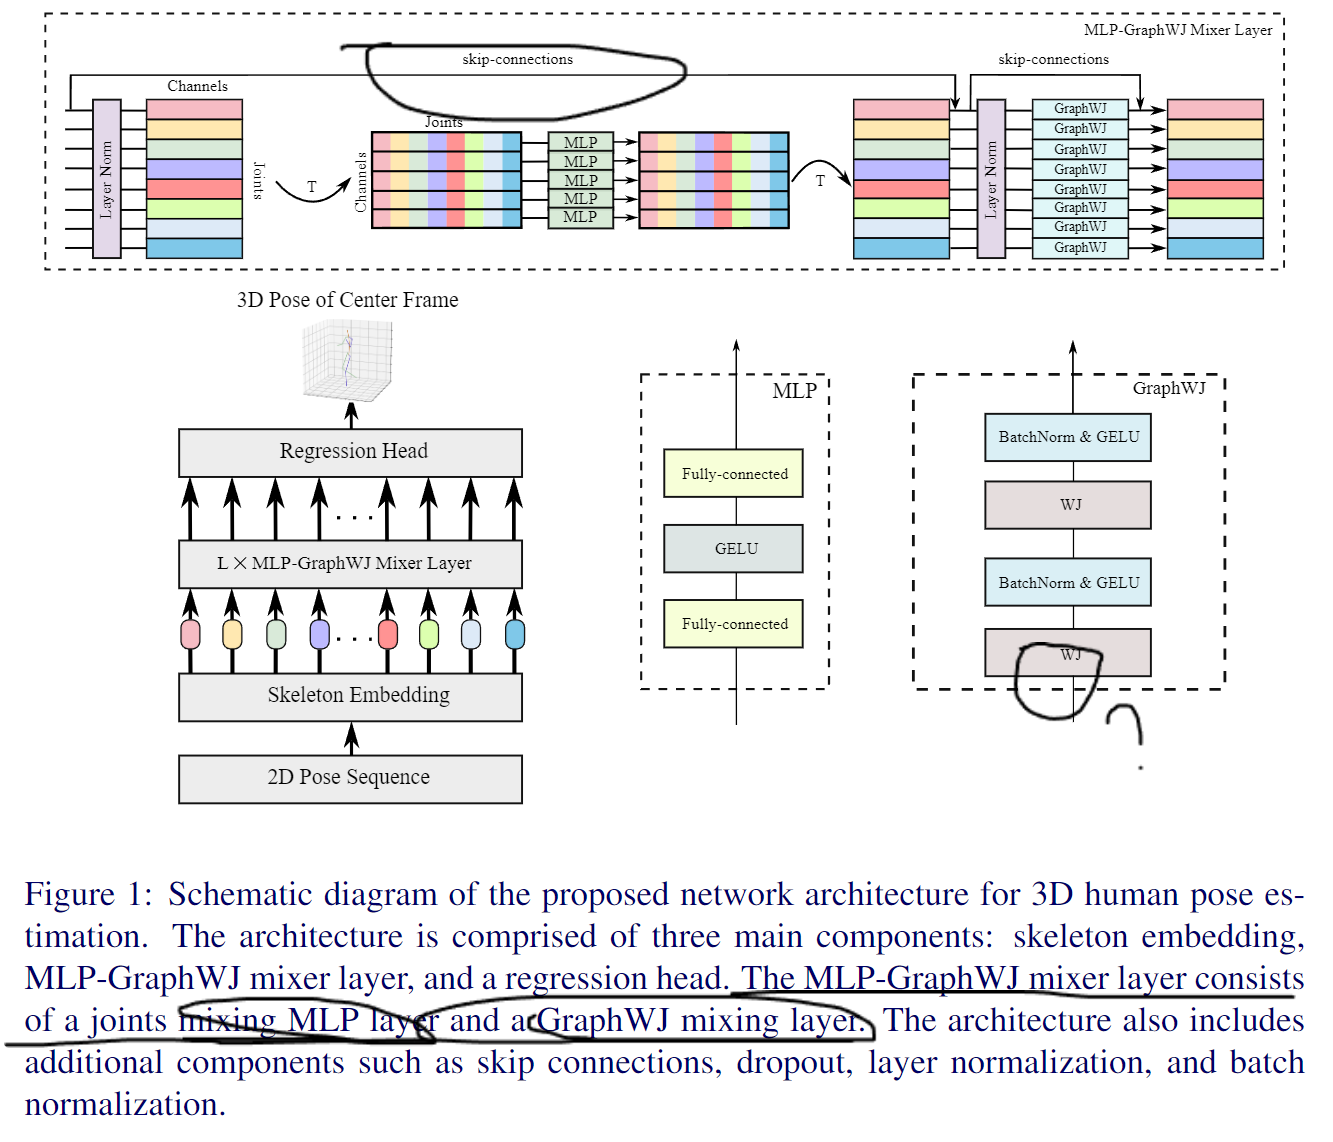 MLP-GraphWJ Mixer Layer
skip-connections
skip-connections
Channels
Layer Norm
Joints
T
Joints
Channels
MLP
MLP
MLP
MLP
MLP
T
Layer Norm
GraphWJ
GraphWJ
GraphWJ
GraphWJ
GraphWJ
GraphWJ
GraphWJ
GraphWJ
3D Pose of Center Frame
Regression Head
. . .
L × MLP-GraphWJ Mixer Layer
. . .
Skeleton Embedding
2D Pose Sequence
MLP
Fully-connected
GELU
Fully-connected
GraphWJ
BatchNorm & GELU
WJ
BatchNorm & GELU
WJ
?
Figure 1: Schematic diagram of the proposed network architecture for 3D human pose es-
timation. The architecture is comprised of three main components: skeleton embedding,
MLP-GraphWJ mixer layer, and a regression head. The MLP-GraphWJ mixer layer consists
of a joints mixing MLP layer and a GraphWJ mixing layer. The architecture also includes
additional components such as skip connections, dropout, layer normalization, and batch
normalization.